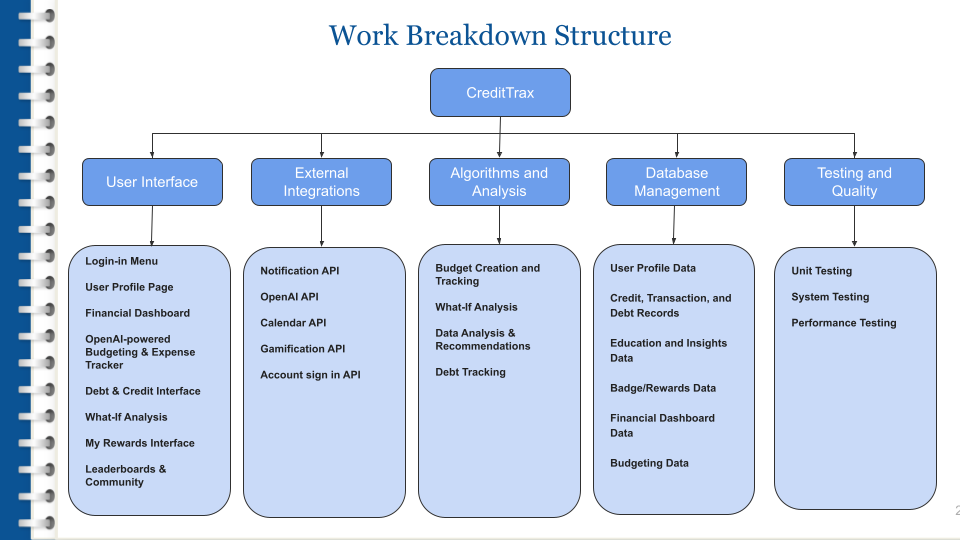 Work Breakdown Structure
CreditTrax
User Interface
External
Integrations
Algorithms and
Analysis
Database
Management
Testing and
Quality
Login-in Menu
User Profile Page
Financial Dashboard
OpenAI-powered
Budgeting & Expense
Tracker
Debt & Credit Interface
What-If Analysis
My Rewards Interface
Leaderboards &
Community
Notification API
OpenAI API
Calendar API
Gamification API
Account sign in API
Budget Creation and
Tracking
What-If Analysis
Data Analysis &
Recommendations
Debt Tracking
User Profile Data
Credit, Transaction, and
Debt Records
Education and Insights
Data
Badge/Rewards Data
Financial Dashboard
Data
Budgeting Data
Unit Testing
System Testing
Performance Testing